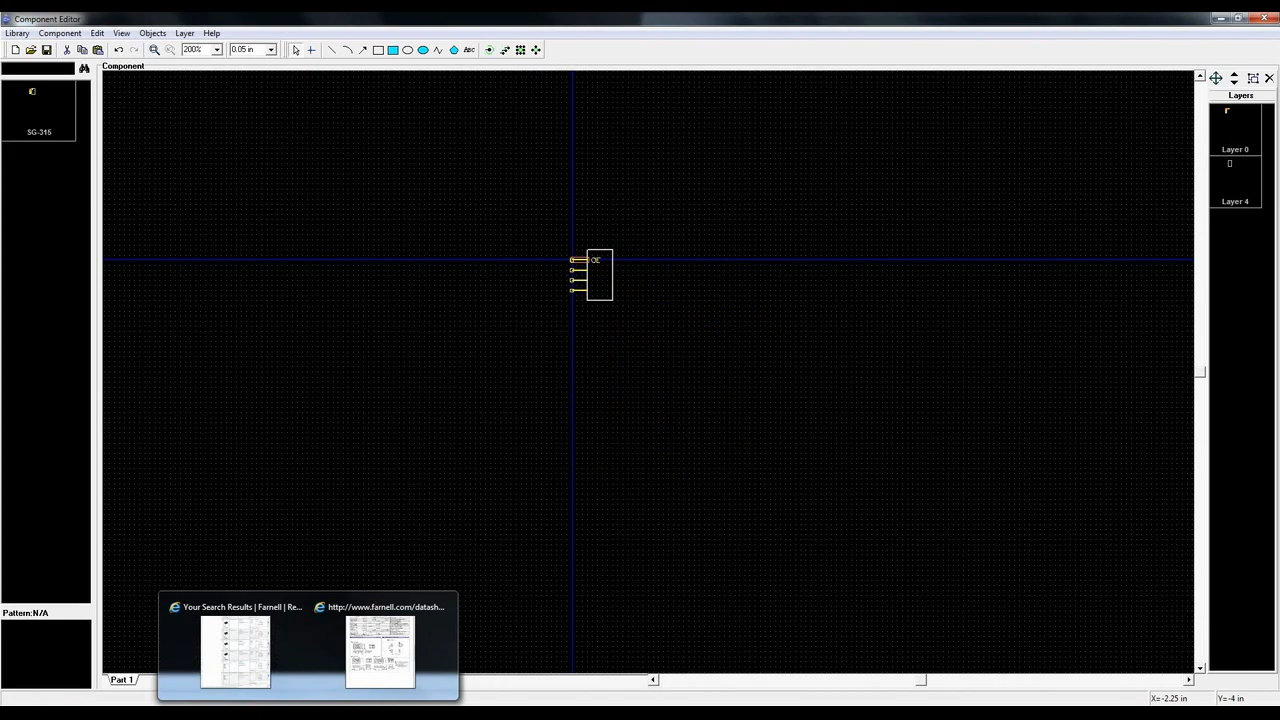 Component Editor
Library Component Edit View Objects Layer Help
200% 0.05 in Abc
Component
SG-315
Layers
Layer 0
Layer 4
OE
Pattern:N/A
Your Search Results | Farnell | Re... http://www.farnell.com/datash...
Part 1
X=-2.25 in Y=-4 in